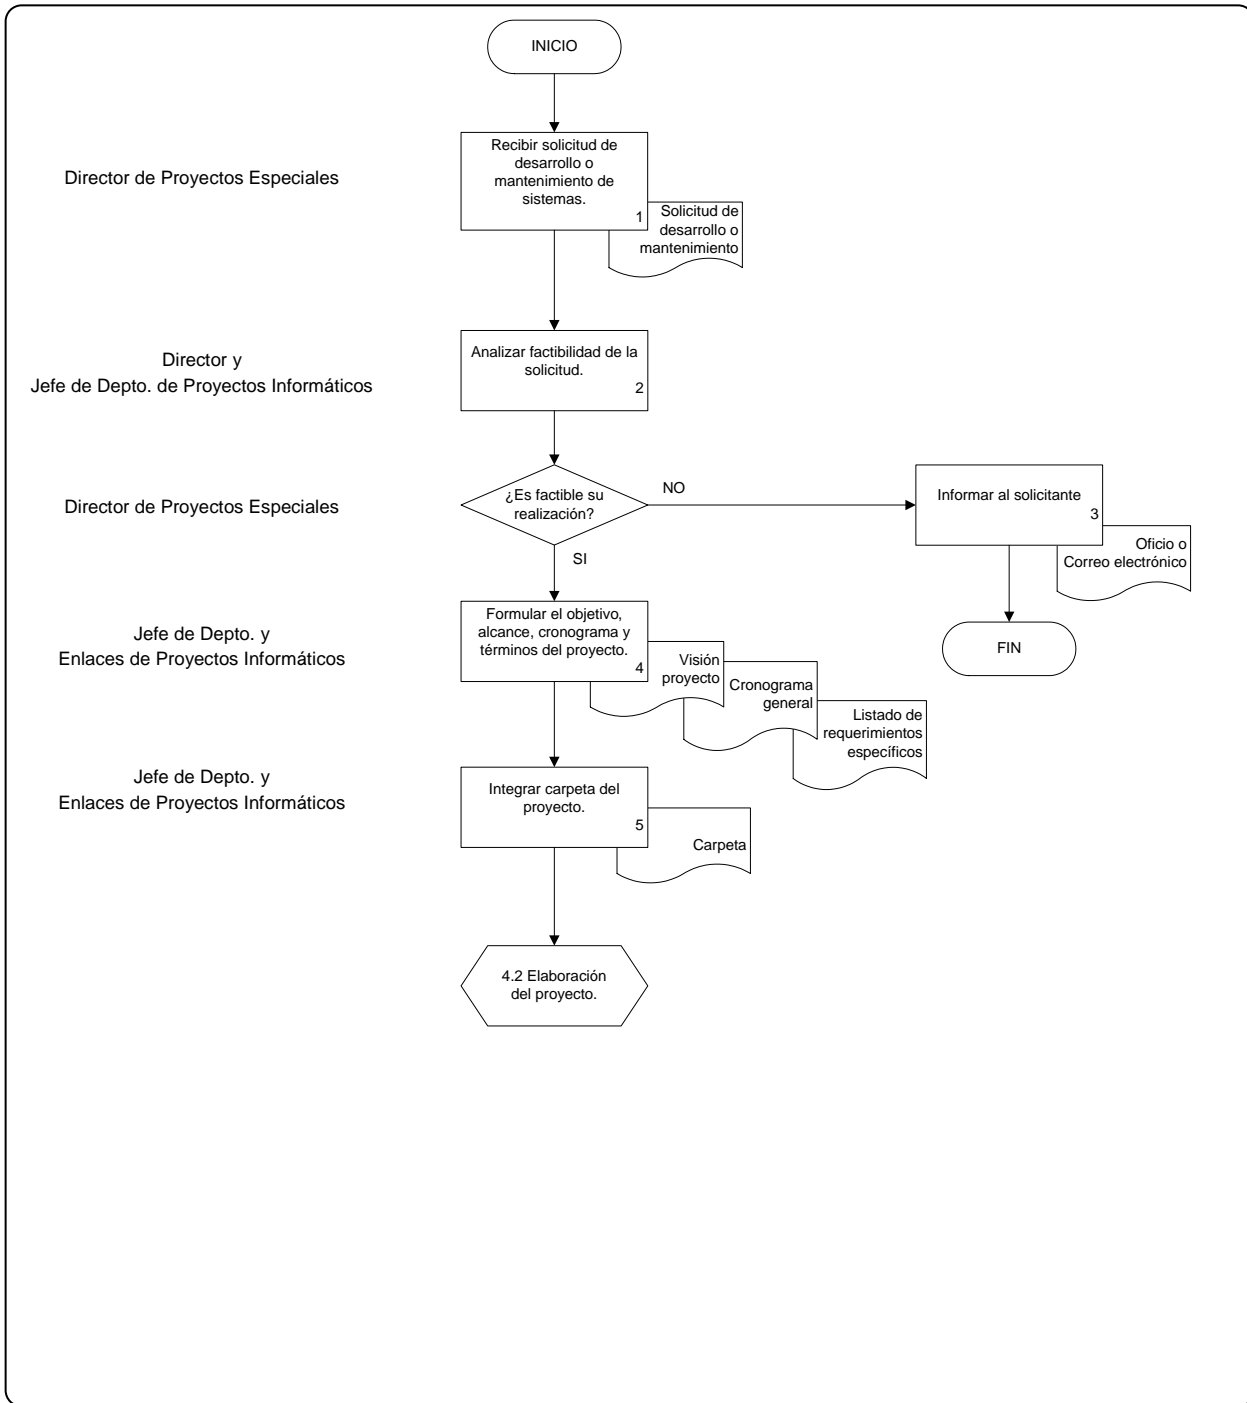 INICIO
Director de Proyectos Especiales
Recibir solicitud de
desarrollo o
mantenimiento de
sistemas.
1
Solicitud de
desarrollo o
mantenimiento
Director y
Jefe de Depto. de Proyectos Informáticos
Analizar factibilidad de la
solicitud.
2
Director de Proyectos Especiales
¿Es factible su
realización?
NO
SI
Informar al solicitante
3
Oficio o
Correo electrónico
FIN
Jefe de Depto. y
Enlaces de Proyectos Informáticos
Formular el objetivo,
alcance, cronograma y
términos del proyecto.
4
Visión
proyecto
Cronograma
general
Listado de
requerimientos
específicos
Jefe de Depto. y
Enlaces de Proyectos Informáticos
Integrar carpeta del
proyecto.
5
Carpeta
4.2 Elaboración
del proyecto.